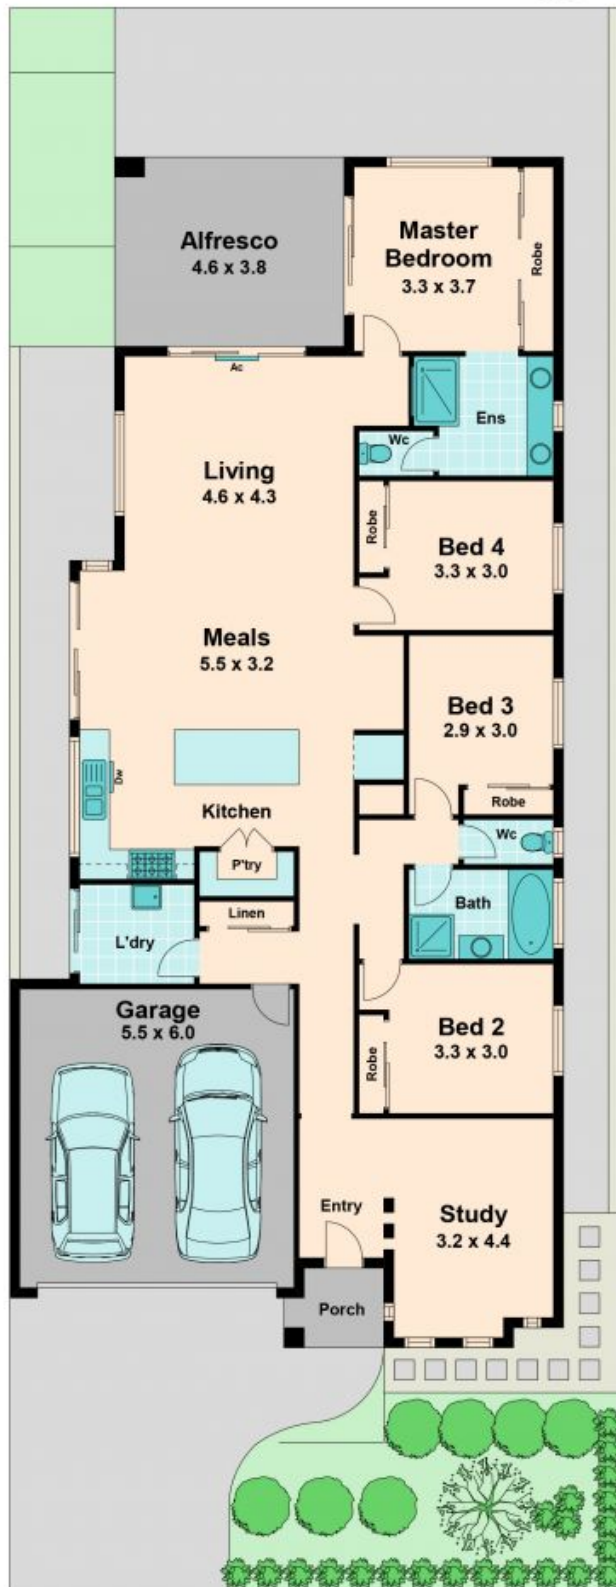 Alfresco
4.6 x 3.8
Master
Bedroom
3.3 x 3.7
Robe
Ac
Ens
Wc
Living
4.6 x 4.3
Robe
Bed 4
3.3 x 3.0
Meals
5.5 x 3.2
Bed 3
2.9 x 3.0
Dw
Robe
Kitchen
Wc
P'try
Bath
Linen
L'dry
Garage
5.5 x 6.0
Bed 2
3.3 x 3.0
Robe
Entry
Study
3.2 x 4.4
Porch